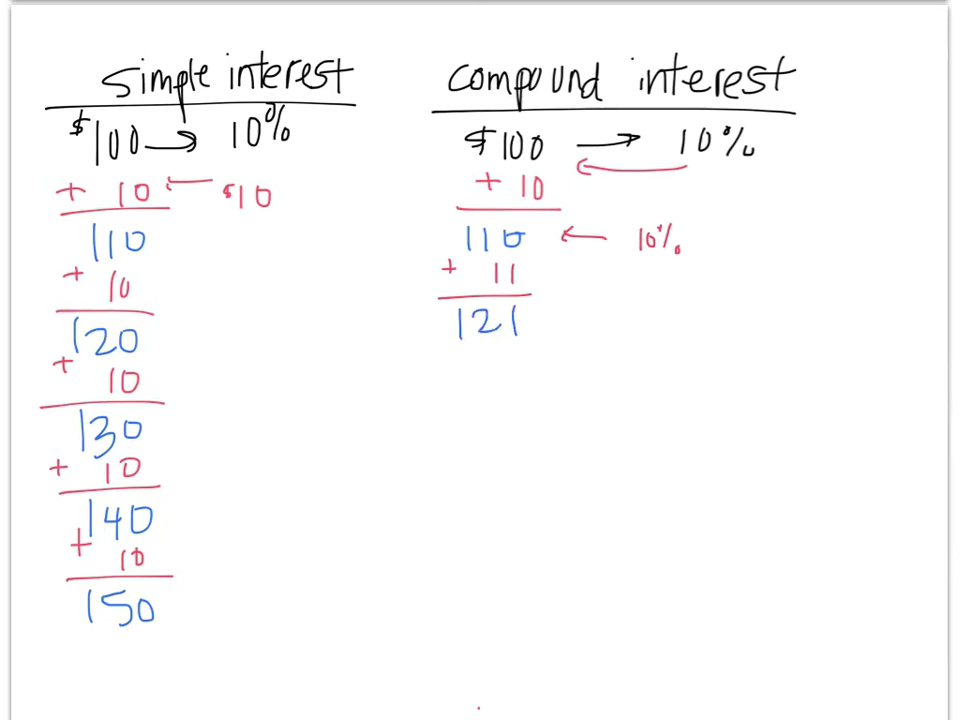 simple interest
$100 → 10%
+ 10 ← $10
110
+ 10
120
+ 10
130
+ 10
140
+ 10
150
compound interest
$100 → 10%
+ 10 ←
110 ← 10%
+ 11
121